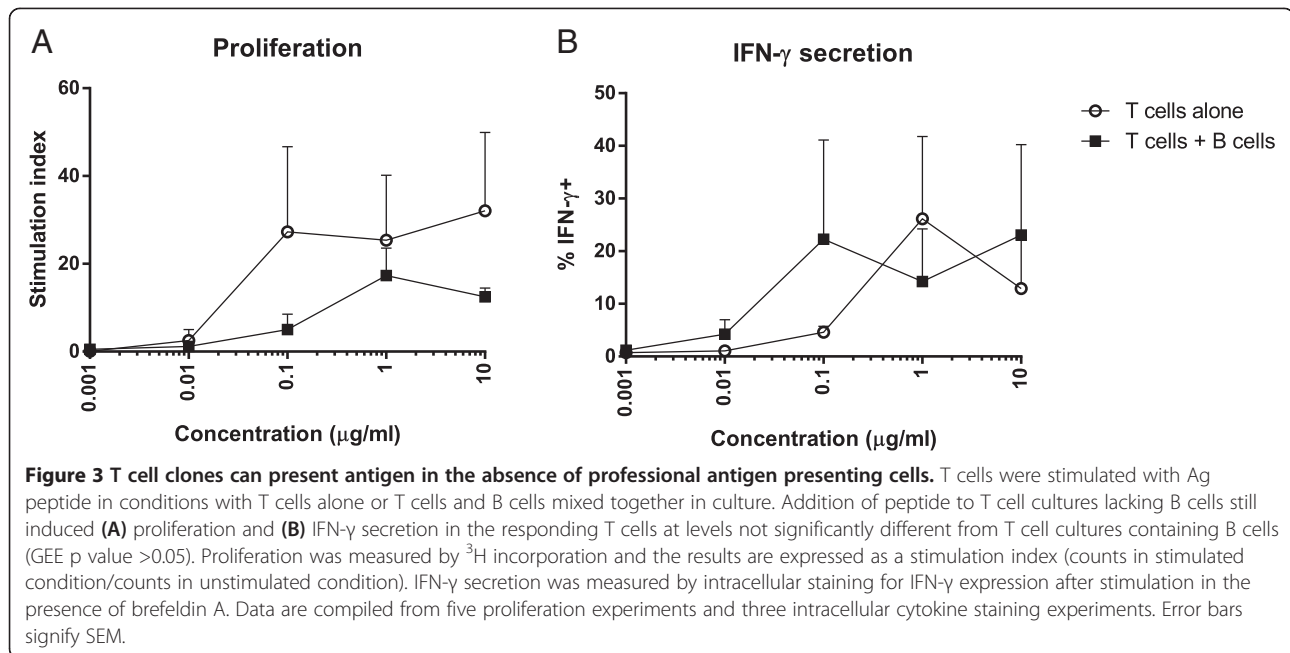 A
Proliferation
60
40
20
0
Stimulation index
0.001
0.01
0.1
1
10
Concentration (μg/ml)
B
IFN-γ secretion
50
40
30
20
10
0
% IFN-γ+
0.001
0.01
0.1
1
10
Concentration (μg/ml)
T cells alone
T cells + B cells
Figure 3 T cell clones can present antigen in the absence of professional antigen presenting cells. T cells were stimulated with Ag
peptide in conditions with T cells alone or T cells and B cells mixed together in culture. Addition of peptide to T cell cultures lacking B cells still
induced (A) proliferation and (B) IFN-γ secretion in the responding T cells at levels not significantly different from T cell cultures containing B cells
(GEE p value >0.05). Proliferation was measured by ³H incorporation and the results are expressed as a stimulation index (counts in stimulated
condition/counts in unstimulated condition). IFN-γ secretion was measured by intracellular staining for IFN-γ expression after stimulation in the
presence of brefeldin A. Data are compiled from five proliferation experiments and three intracellular cytokine staining experiments. Error bars
signify SEM.